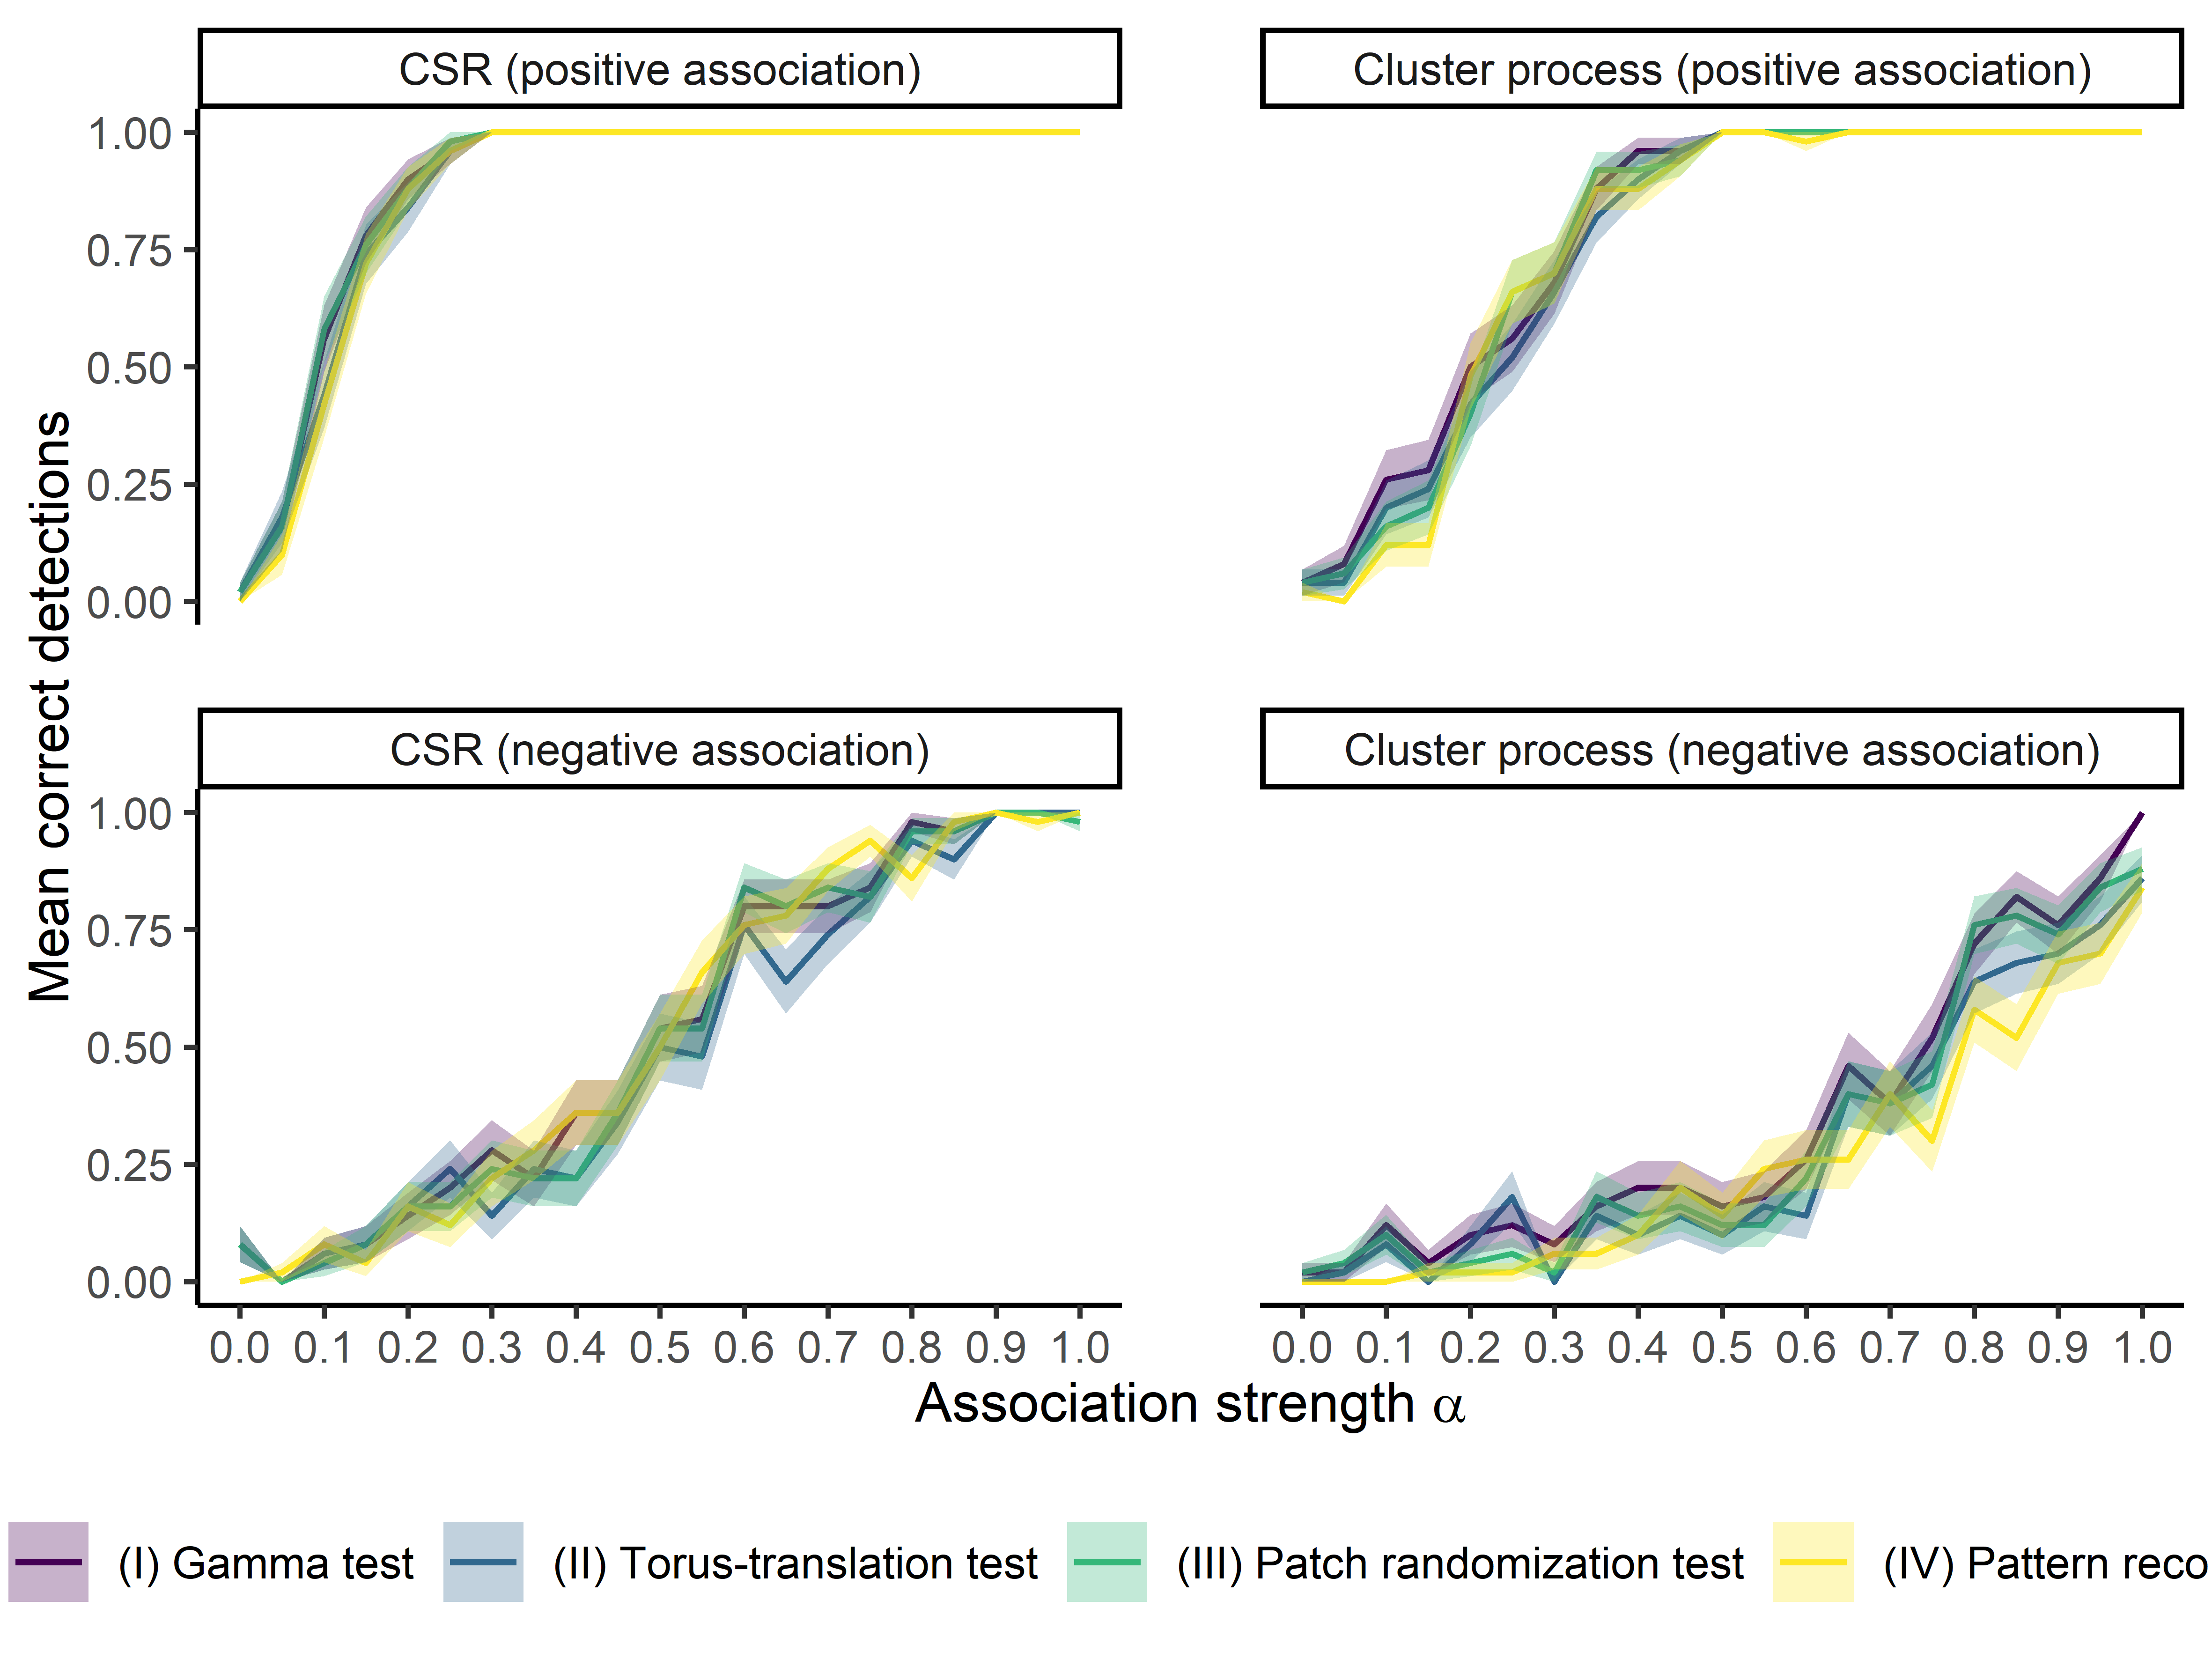 CSR (positive association)
Cluster process (positive association)
1.00
0.75
0.50
0.25
0.00
Mean correct detections
CSR (negative association)
Cluster process (negative association)
1.00
0.75
0.50
0.25
0.00
0.0 0.1 0.2 0.3 0.4 0.5 0.6 0.7 0.8 0.9 1.0
0.0 0.1 0.2 0.3 0.4 0.5 0.6 0.7 0.8 0.9 1.0
Association strength α
(I) Gamma test (II) Torus-translation test (III) Patch randomization test (IV) Pattern reco